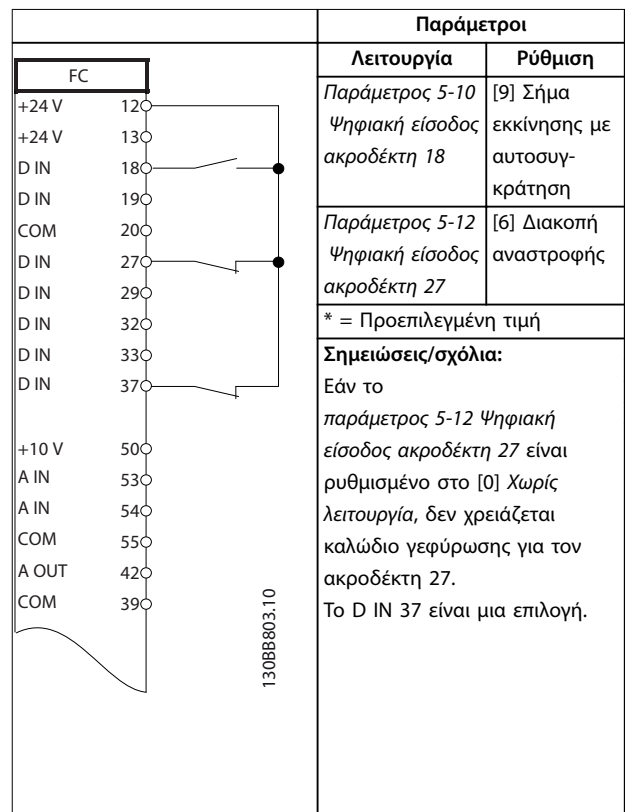 FC
+24 V 12
+24 V 13
D IN 18
D IN 19
COM 20
D IN 27
D IN 29
D IN 32
D IN 33
D IN 37
+10 V 50
A IN 53
A IN 54
COM 55
A OUT 42
COM 39
130BB803.10
Παράμετροι
Λειτουργία Ρύθμιση
Παράμετρος 5-10
Ψηφιακή είσοδος
ακροδέκτη 18
[9] Σήμα
εκκίνησης με
αυτοσυγ-
κράτηση
Παράμετρος 5-12
Ψηφιακή είσοδος
ακροδέκτη 27
[6] Διακοπή
αναστροφής
* = Προεπιλεγμένη τιμή
Σημειώσεις/σχόλια:
Εάν το
παράμετρος 5-12 Ψηφιακή
είσοδος ακροδέκτη 27 είναι
ρυθμισμένο στο [0] Χωρίς
λειτουργία, δεν χρειάζεται
καλώδιο γεφύρωσης για τον
ακροδέκτη 27.
Το D IN 37 είναι μια επιλογή.